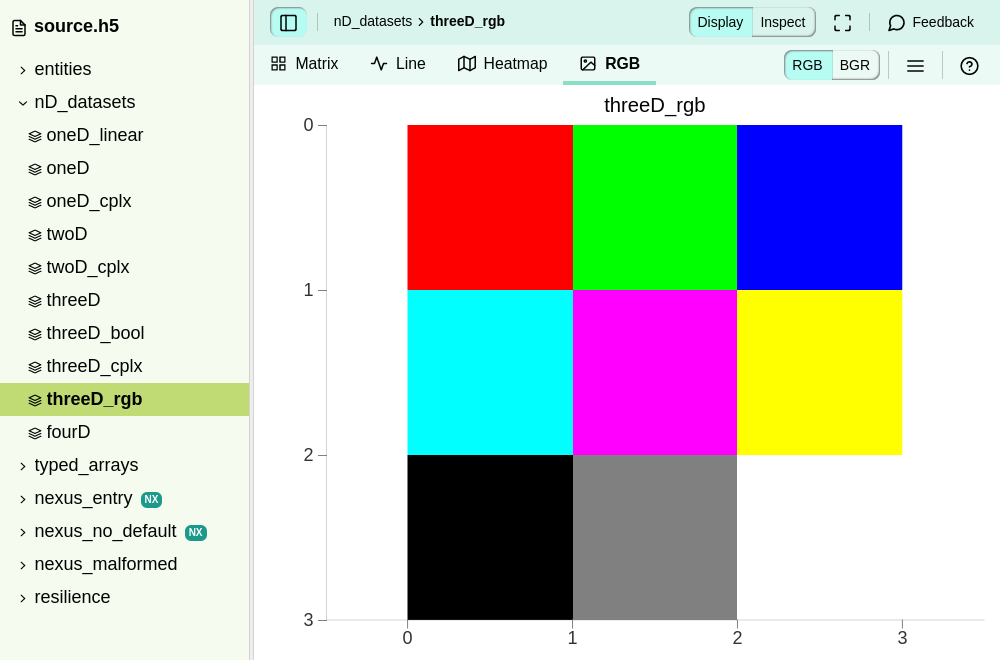 source.h5
entities
nD_datasets
oneD_linear
oneD
oneD_cplx
twoD
twoD_cplx
threeD
threeD_bool
threeD_cplx
threeD_rgb
fourD
typed_arrays
nexus_entry NX
nexus_no_default NX
nexus_malformed
resilience
nD_datasets › threeD_rgb Display Inspect Feedback
Matrix Line Heatmap RGB RGB BGR
threeD_rgb
0
1
2
3
0 1 2 3